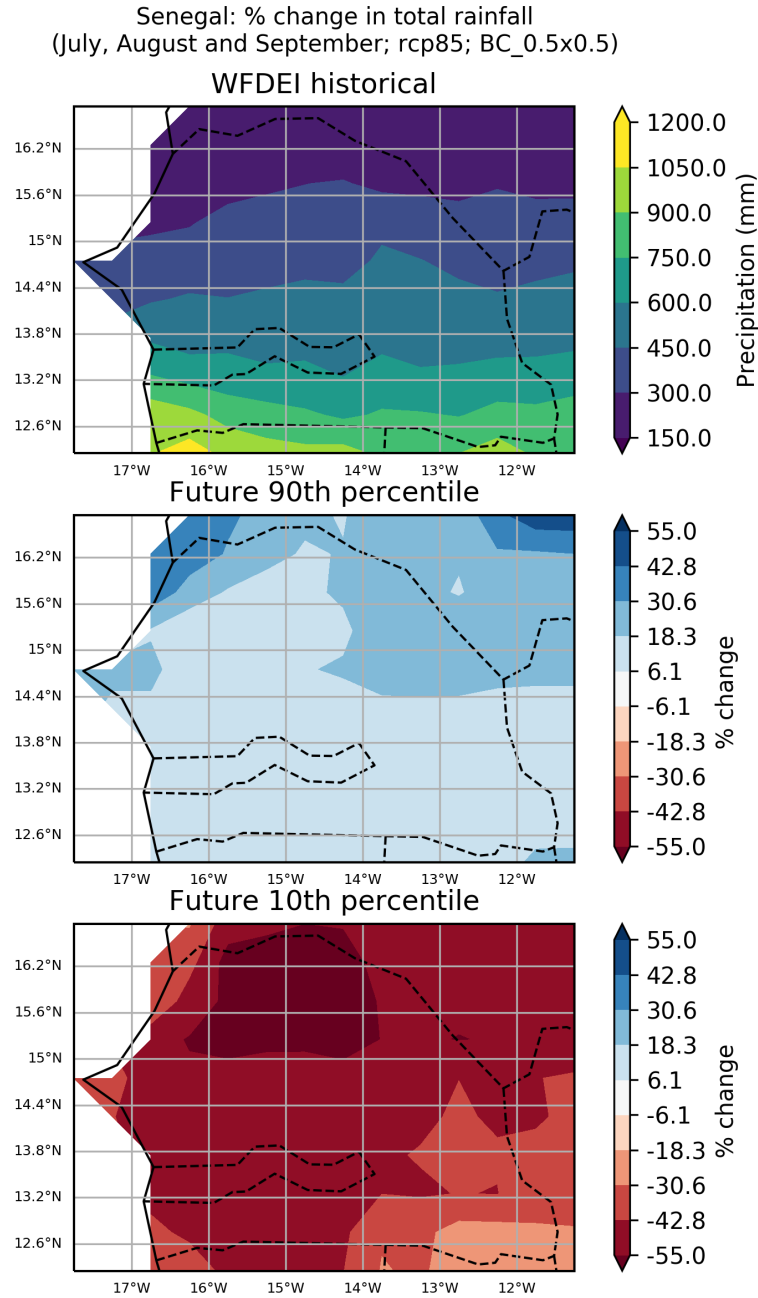 Senegal: % change in total rainfall
(July, August and September; rcp85; BC_0.5x0.5)
WFDEI historical
16.2°N
15.6°N
15°N
14.4°N
13.8°N
13.2°N
12.6°N
17°W 16°W 15°W 14°W 13°W 12°W
1200.0
1050.0
900.0
750.0
600.0
450.0
300.0
150.0
Precipitation (mm)
Future 90th percentile
16.2°N
15.6°N
15°N
14.4°N
13.8°N
13.2°N
12.6°N
17°W 16°W 15°W 14°W 13°W 12°W
55.0
42.8
30.6
18.3
6.1
-6.1
-18.3
-30.6
-42.8
-55.0
% change
Future 10th percentile
16.2°N
15.6°N
15°N
14.4°N
13.8°N
13.2°N
12.6°N
17°W 16°W 15°W 14°W 13°W 12°W
55.0
42.8
30.6
18.3
6.1
-6.1
-18.3
-30.6
-42.8
-55.0
% change